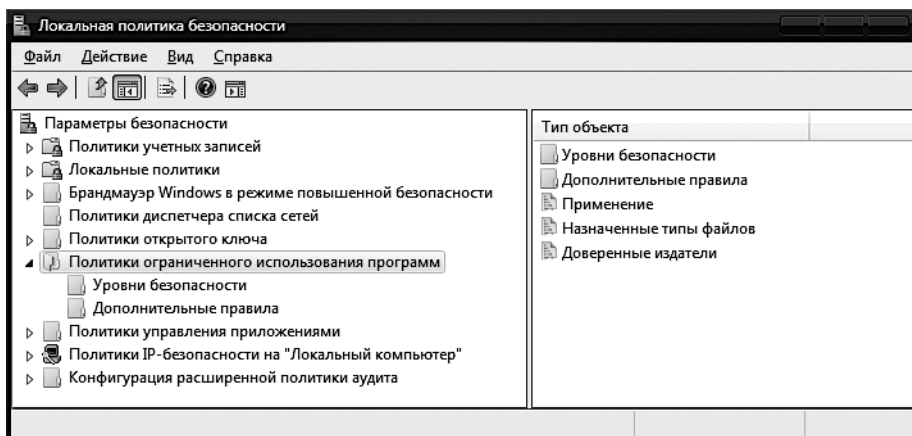 Локальная политика безопасности
Файл Действие Вид Справка
Параметры безопасности
Политики учетных записей
Локальные политики
Брандмауэр Windows в режиме повышенной безопасности
Политики диспетчера списка сетей
Политики открытого ключа
Политики ограниченного использования программ
Уровни безопасности
Дополнительные правила
Политики управления приложениями
Политики IP-безопасности на "Локальный компьютер"
Конфигурация расширенной политики аудита
Тип объекта
Уровни безопасности
Дополнительные правила
Применение
Назначенные типы файлов
Доверенные издатели